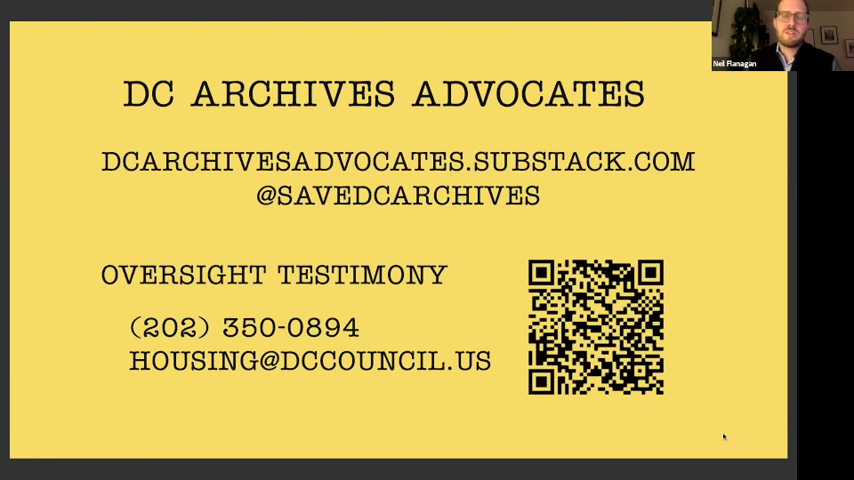 DC ARCHIVES ADVOCATES
DCARCHIVESADVOCATES.SUBSTACK.COM
@SAVEDCARCHIVES
OVERSIGHT TESTIMONY
(202) 350-0894
HOUSING@DCCOUNCIL.US
Neil Flanagan